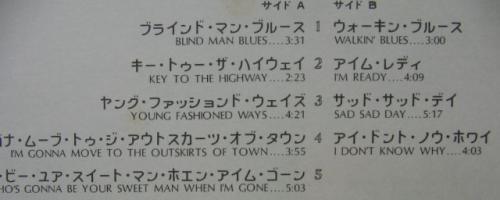 サイド A
サイド B
ブラインド・マン・ブルース 1 ウォーキン・ブルース
BLIND MAN BLUES....3:31 WALKIN' BLUES....3:00
キー・トゥー・ザ・ハイウェイ 2 アイム・レディ
KEY TO THE HIGHWAY....2:23 I'M READY....4:09
ヤング・ファッションド・ウェイズ 3 サッド・サッド・デイ
YOUNG FASHIONED WAYS....4:21 SAD SAD DAY....5:17
ナ・ムーブ・トゥ・ジ・アウトスカーツ・オブ・タウン 4 アイ・ドント・ノウ・ホワイ
I'M GONNA MOVE TO THE OUTSKIRTS OF TOWN....3:55 I DON'T KNOW WHY....4:03
・ビー・ユア・スイート・マン・ホエン・アイム・ゴーン 5
HO'S GONNA BE YOUR SWEET MAN WHEN I'M GONE....5:03